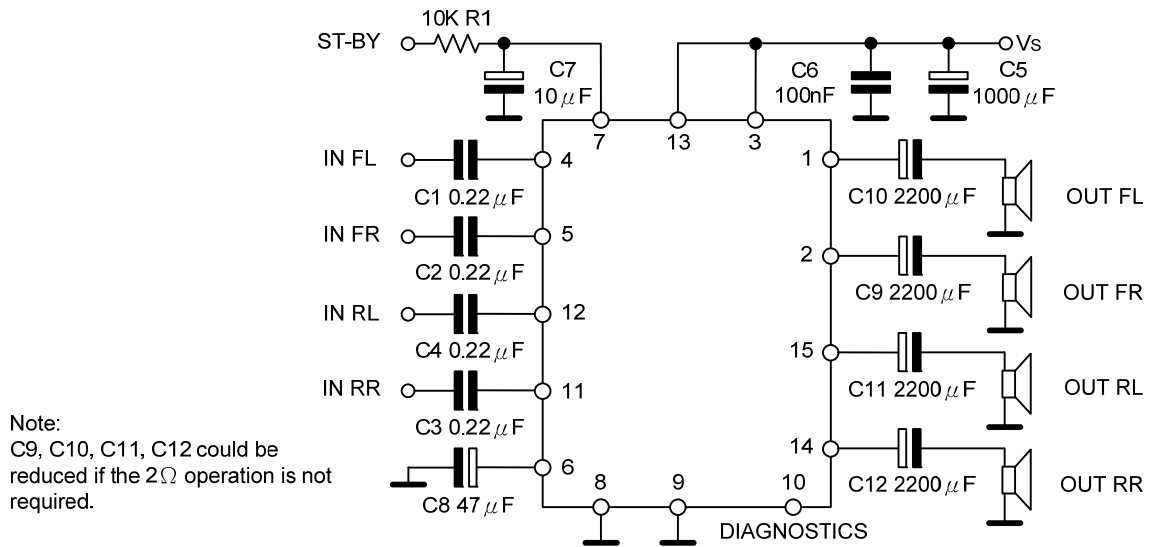 10K R1
ST-BY
C7
10μF
C6
100nF
C5
1000μF
Vs
7
13
3
IN FL
4
C1 0.22μF
IN FR
5
C2 0.22μF
IN RL
12
C4 0.22μF
IN RR
11
C3 0.22μF
6
C8 47μF
8
9
10
DIAGNOSTICS
1
C10 2200μF
OUT FL
2
C9 2200μF
OUT FR
15
C11 2200μF
OUT RL
14
C12 2200μF
OUT RR
Note:
C9, C10, C11, C12 could be
reduced if the 2Ω operation is not
required.